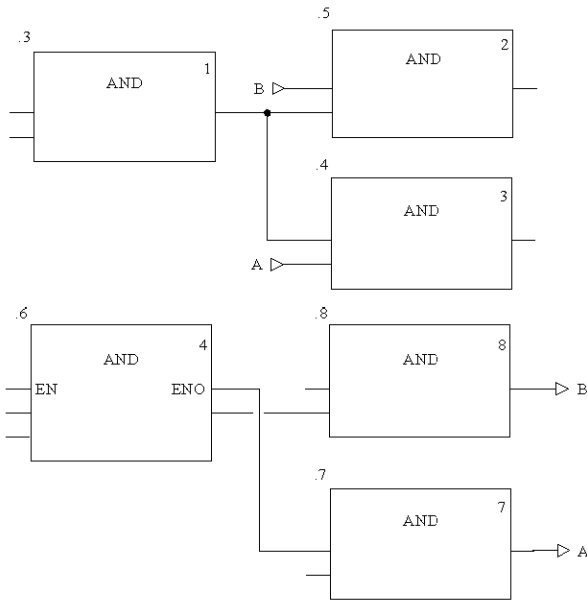 .3
AND
1
.5
AND
2
B
.4
AND
3
A
.6
AND
4
EN
ENO
.8
AND
8
B
.7
AND
7
A